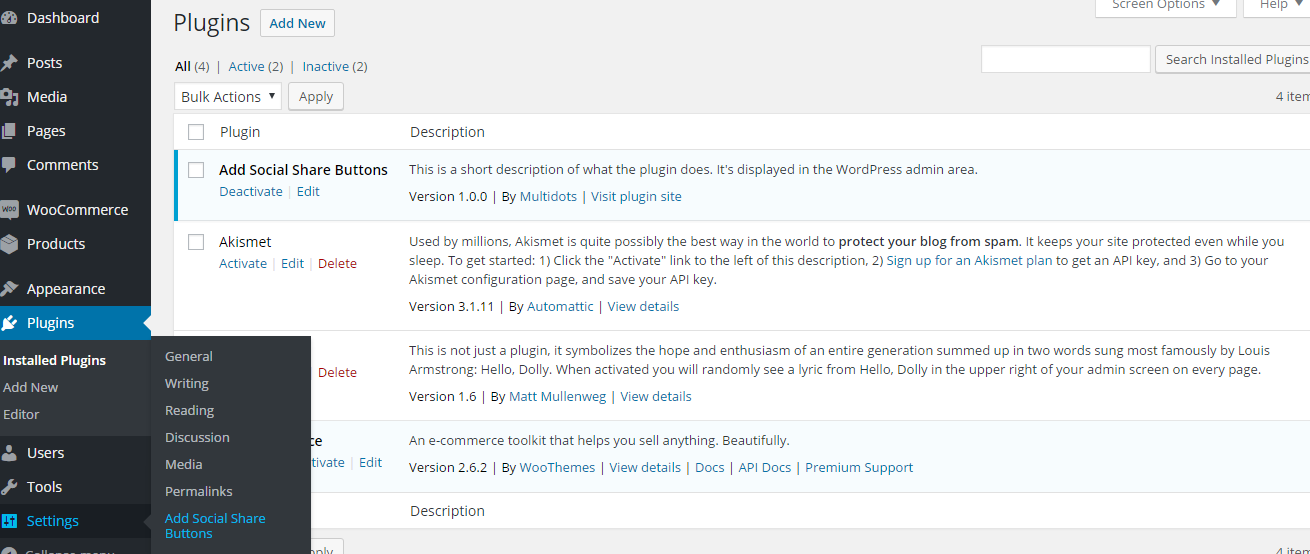 Dashboard
Posts
Media
Pages
Comments
WOO WooCommerce
Products
Appearance
Plugins
Installed Plugins
Add New
Editor
Users
Tools
Settings
Collapse menu
General
Writing
Reading
Discussion
Media
Permalinks
Add Social Share
Buttons
Screen Options ▼ Help ▼
Plugins Add New
All (4) | Active (2) | Inactive (2)
Search Installed Plugins
Bulk Actions ▼ Apply
4 item
Plugin Description
Add Social Share Buttons
Deactivate | Edit
This is a short description of what the plugin does. It's displayed in the WordPress admin area.
Version 1.0.0 | By Multidots | Visit plugin site
Akismet
Activate | Edit | Delete
Used by millions, Akismet is quite possibly the best way in the world to protect your blog from spam. It keeps your site protected even while you
sleep. To get started: 1) Click the "Activate" link to the left of this description, 2) Sign up for an Akismet plan to get an API key, and 3) Go to your
Akismet configuration page, and save your API key.
Version 3.1.11 | By Automattic | View details
Delete
This is not just a plugin, it symbolizes the hope and enthusiasm of an entire generation summed up in two words sung most famously by Louis
Armstrong: Hello, Dolly. When activated you will randomly see a lyric from Hello, Dolly in the upper right of your admin screen on every page.
Version 1.6 | By Matt Mullenweg | View details
ce
tivate | Edit
An e-commerce toolkit that helps you sell anything. Beautifully.
Version 2.6.2 | By WooThemes | View details | Docs | API Docs | Premium Support
Description
pply
4 item